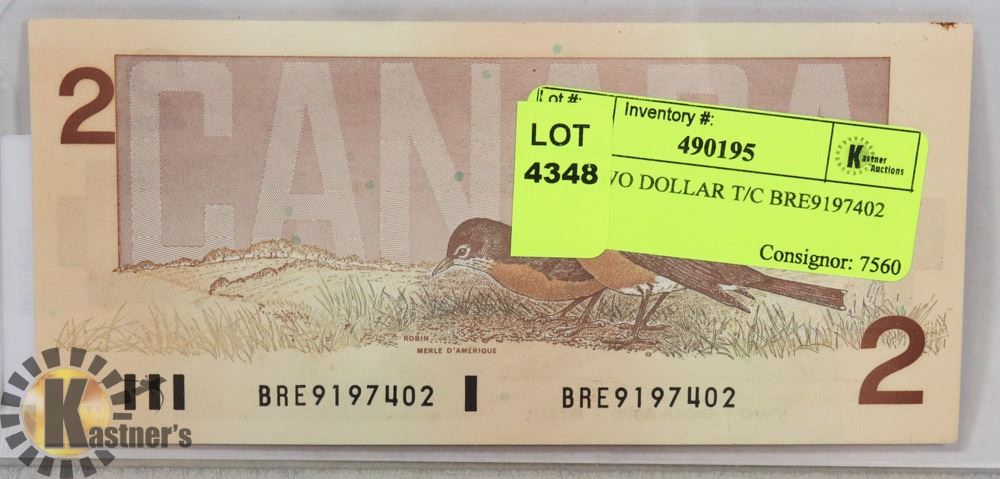 2
CANADA
Lot #:
Inventory #:
490195
Kastner
Auctions
LOT
4348
WO DOLLAR T/C BRE9197402
Consignor: 7560
ROBIN
MERLE D'AMÉRIQUE
2
BRE9197402
BRE9197402
Kastner's